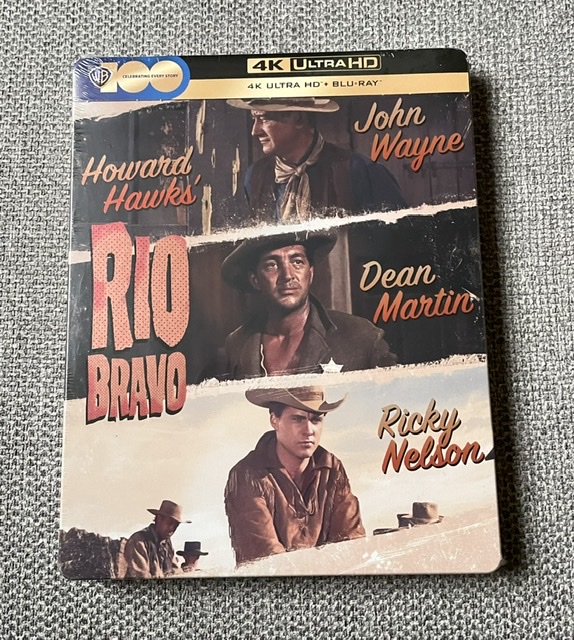 4K ULTRA HD
WB 100 CELEBRATING EVERY STORY
4K ULTRA HD + BLU-RAY
John
Wayne
Howard
Hawks'
RIO
BRAVO
Dean
Martin
Ricky
Nelson